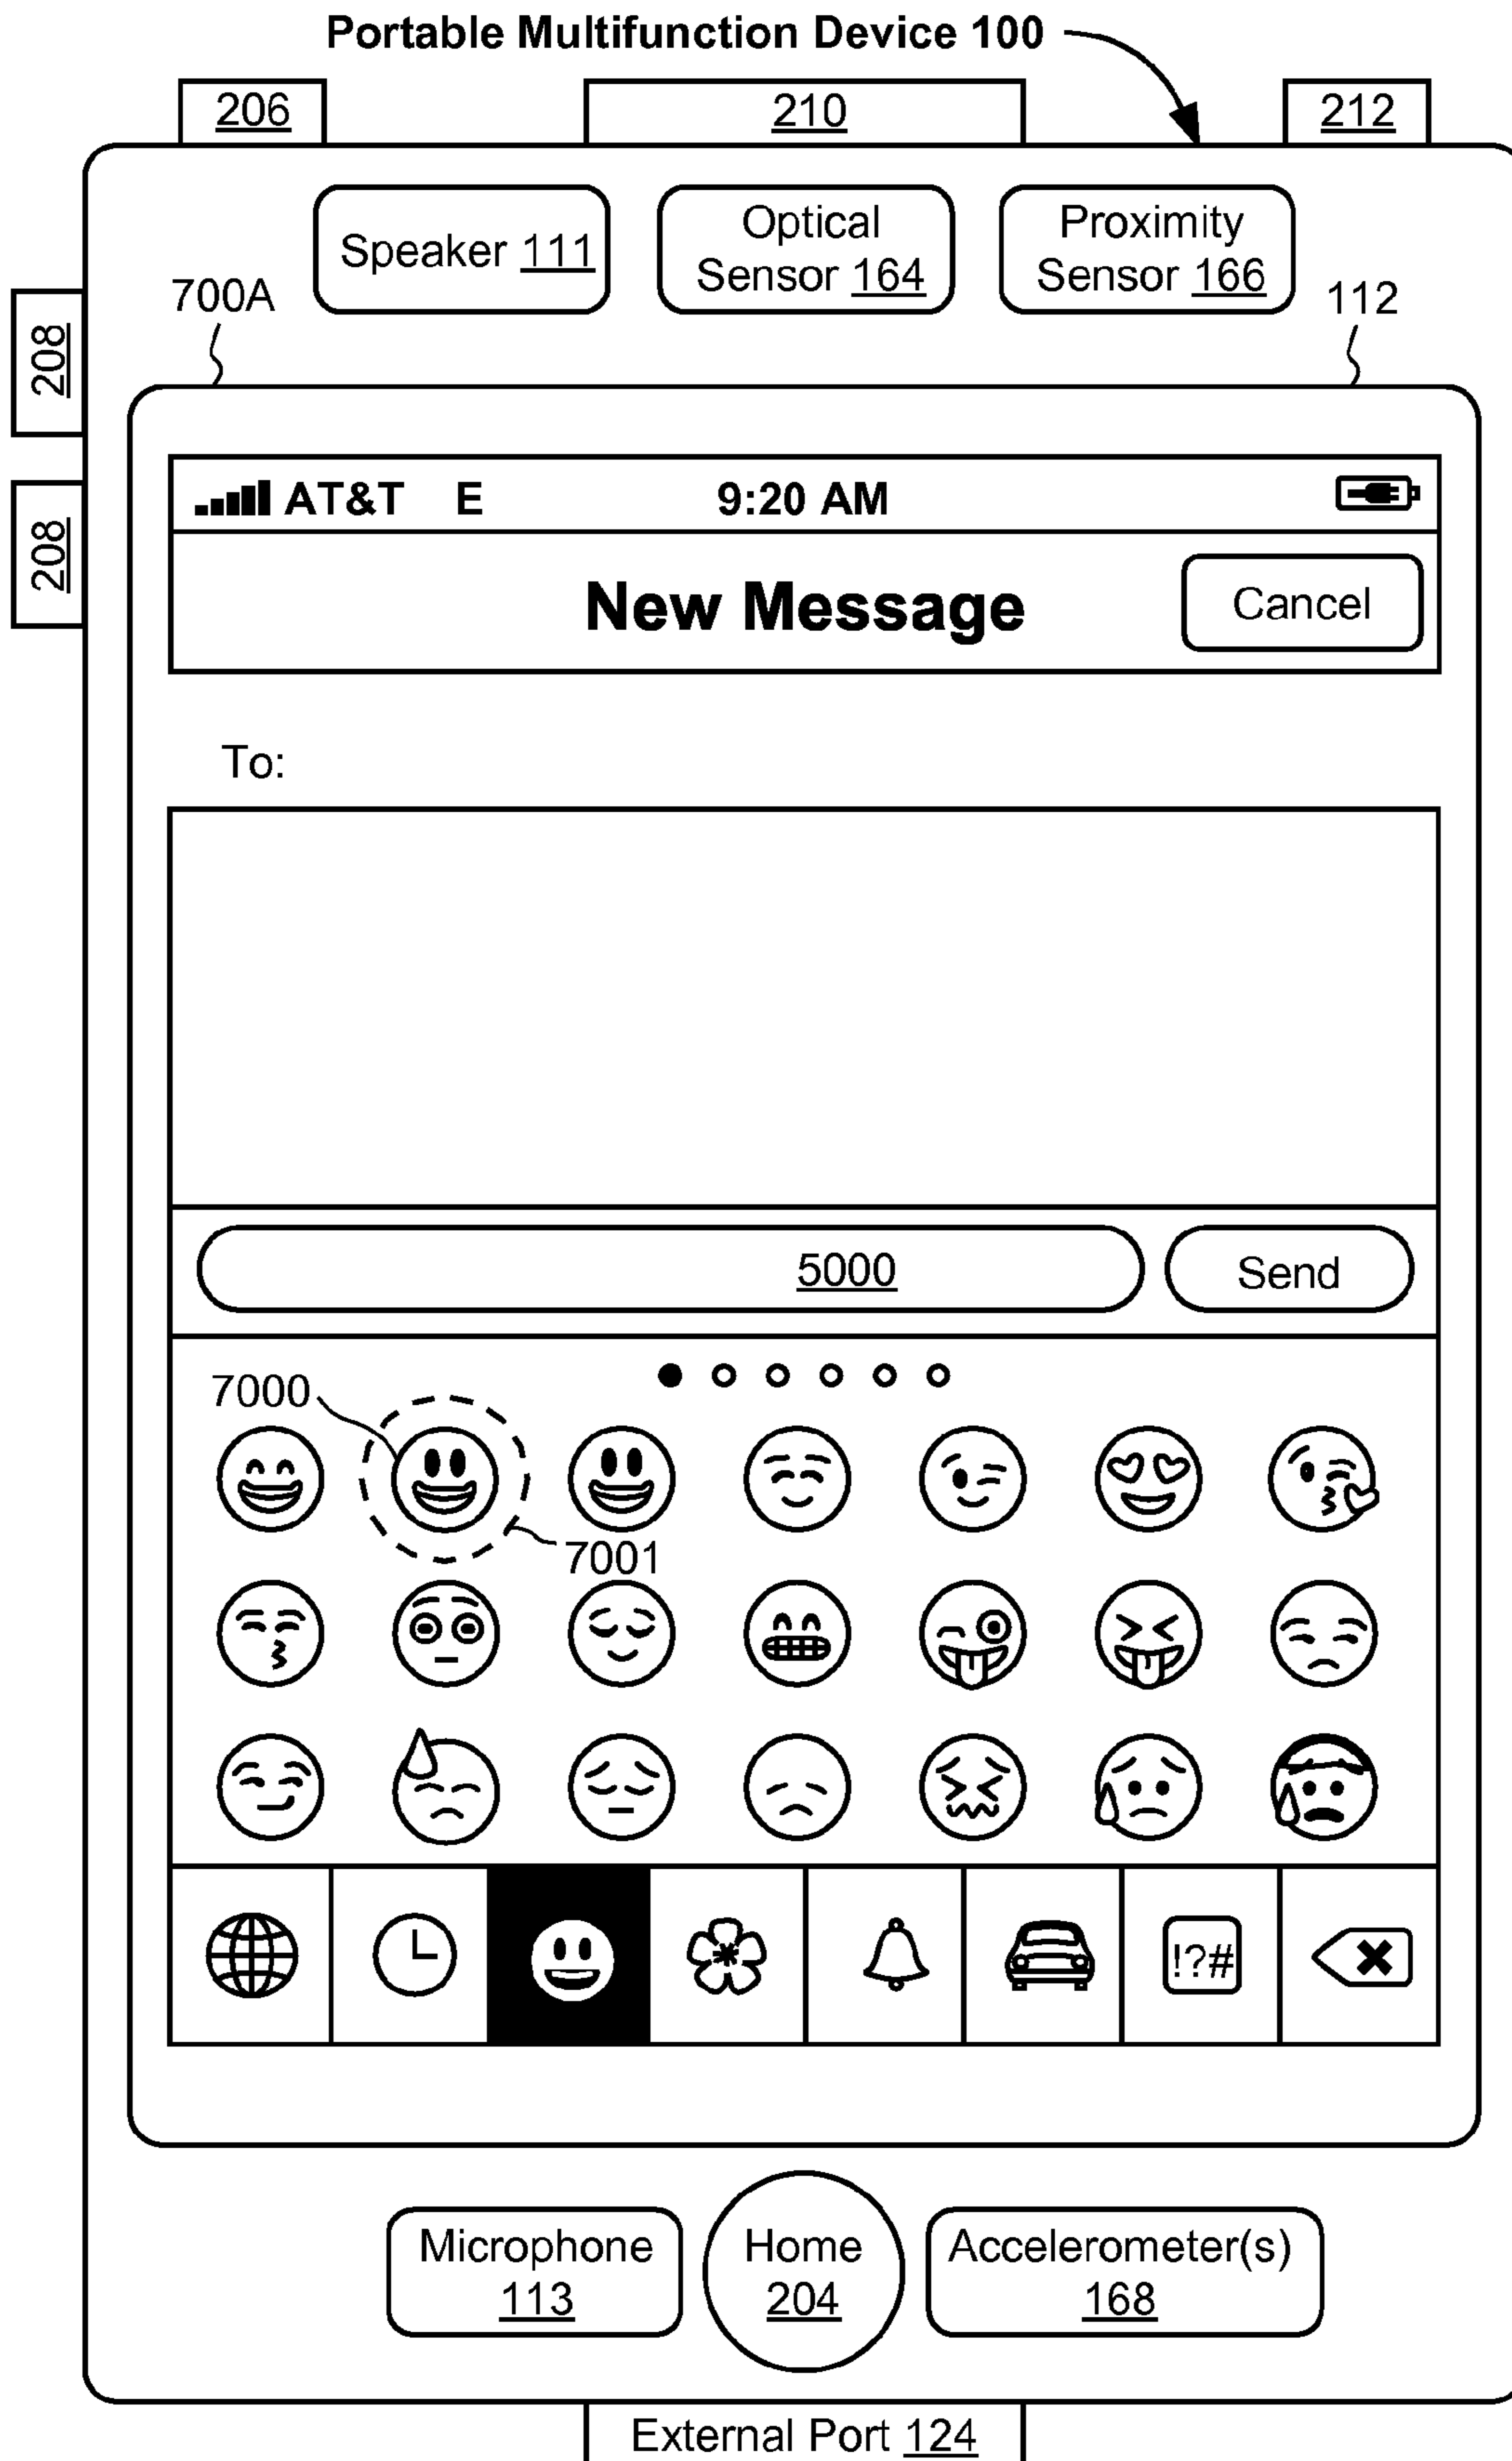 Portable Multifunction Device 100
206
210
212
Speaker 111
Optical
Sensor 164
Proximity
Sensor 166
208
208
700A
112
AT&T E 9:20 AM
New Message
Cancel
To:
5000
Send
7000
7001
!?#
Microphone
113
Home
204
Accelerometer(s)
168
External Port 124